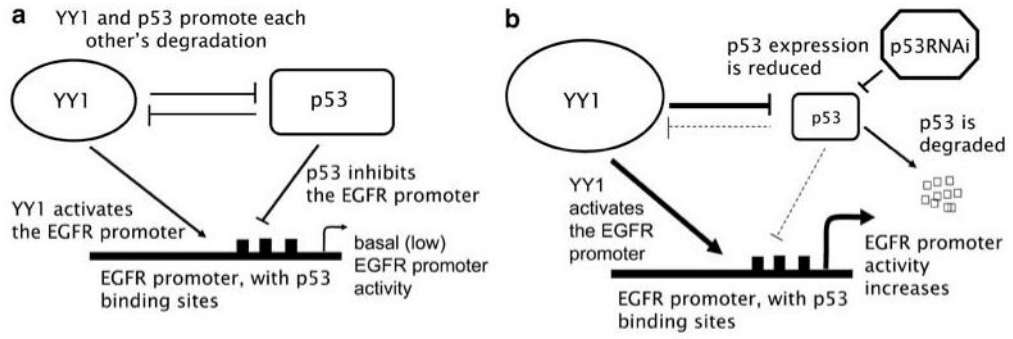 a
YY1 and p53 promote each
other's degradation
YY1
p53
p53 inhibits
the EGFR promoter
YY1 activates
the EGFR promoter
basal (low)
EGFR promoter
activity
EGFR promoter, with p53
binding sites
b
p53 expression
is reduced
p53RNAi
YY1
p53
p53 is
degraded
YY1
activates
the EGFR
promoter
EGFR promoter
activity
increases
EGFR promoter, with p53
binding sites